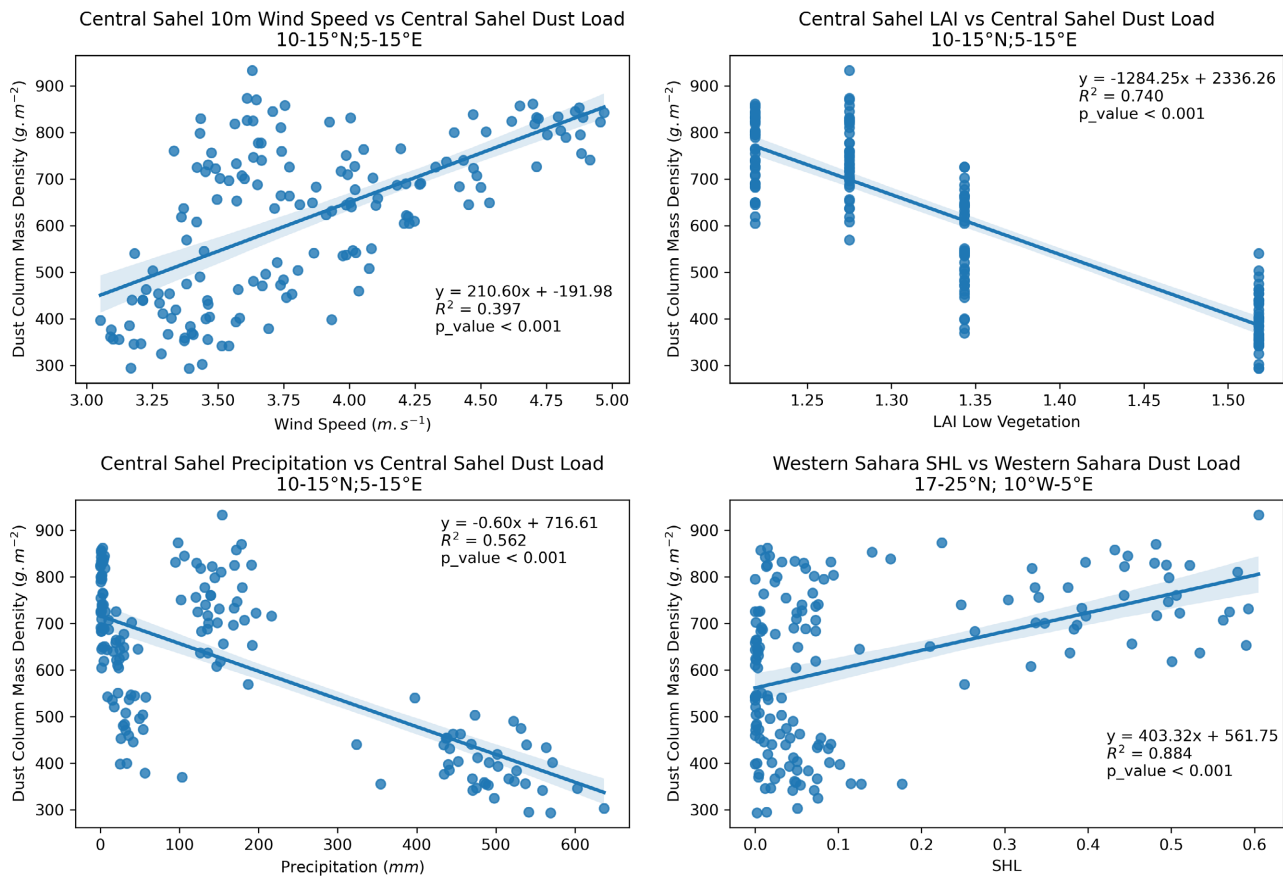 Central Sahel 10m Wind Speed vs Central Sahel Dust Load
10-15°N;5-15°E
Dust Column Mass Density (g.m⁻²)
900
800
700
600
500
400
300
y = 210.60x + -191.98
R² = 0.397
p_value < 0.001
3.00 3.25 3.50 3.75 4.00 4.25 4.50 4.75 5.00
Wind Speed (m.s⁻¹)
Central Sahel LAI vs Central Sahel Dust Load
10-15°N;5-15°E
Dust Column Mass Density (g.m⁻²)
900
800
700
600
500
400
300
y = -1284.25x + 2336.26
R² = 0.740
p_value < 0.001
1.25 1.30 1.35 1.40 1.45 1.50
LAI Low Vegetation
Central Sahel Precipitation vs Central Sahel Dust Load
10-15°N;5-15°E
Dust Column Mass Density (g.m⁻²)
900
800
700
600
500
400
300
y = -0.60x + 716.61
R² = 0.562
p_value < 0.001
0 100 200 300 400 500 600
Precipitation (mm)
Western Sahara SHL vs Western Sahara Dust Load
17-25°N; 10°W-5°E
Dust Column Mass Density (g.m⁻²)
900
800
700
600
500
400
300
y = 403.32x + 561.75
R² = 0.884
p_value < 0.001
0.0 0.1 0.2 0.3 0.4 0.5 0.6
SHL